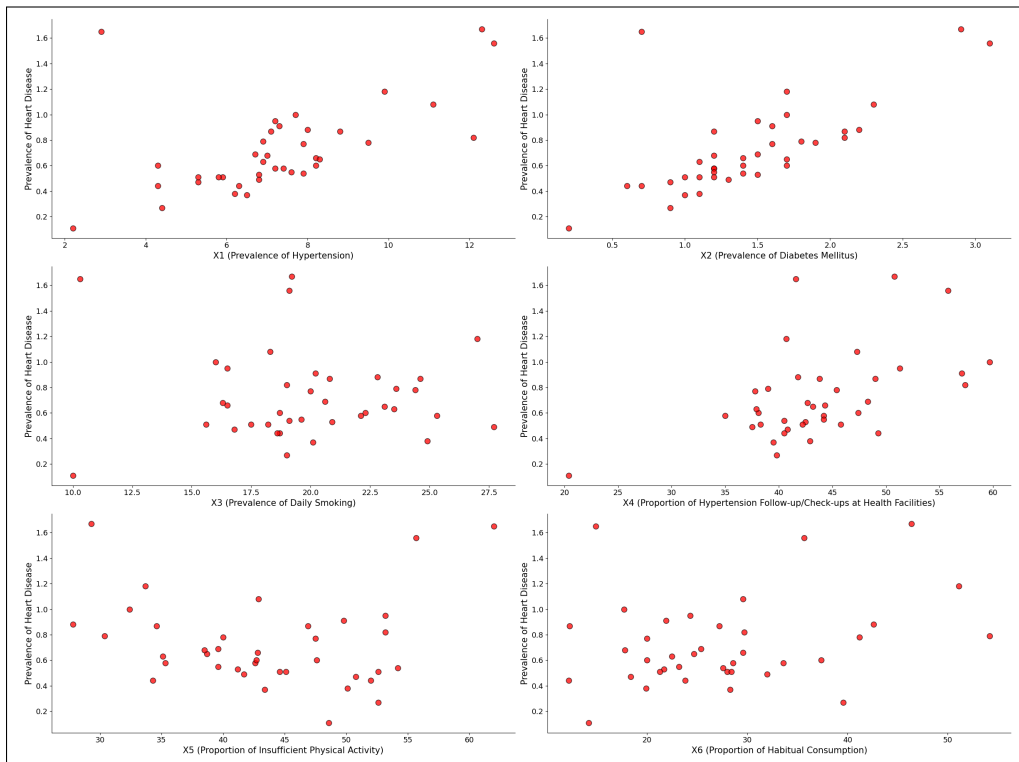 Prevalence of Heart Disease
1.6
1.4
1.2
1.0
0.8
0.6
0.4
0.2
2 4 6 8 10 12
X1 (Prevalence of Hypertension)
Prevalence of Heart Disease
1.6
1.4
1.2
1.0
0.8
0.6
0.4
0.2
0.5 1.0 1.5 2.0 2.5 3.0
X2 (Prevalence of Diabetes Mellitus)
Prevalence of Heart Disease
1.6
1.4
1.2
1.0
0.8
0.6
0.4
0.2
10.0 12.5 15.0 17.5 20.0 22.5 25.0 27.5
X3 (Prevalence of Daily Smoking)
Prevalence of Heart Disease
1.6
1.4
1.2
1.0
0.8
0.6
0.4
0.2
20 25 30 35 40 45 50 55 60
X4 (Proportion of Hypertension Follow-up/Check-ups at Health Facilities)
Prevalence of Heart Disease
1.6
1.4
1.2
1.0
0.8
0.6
0.4
0.2
30 35 40 45 50 55 60
X5 (Proportion of Insufficient Physical Activity)
Prevalence of Heart Disease
1.6
1.4
1.2
1.0
0.8
0.6
0.4
0.2
20 30 40 50
X6 (Proportion of Habitual Consumption)